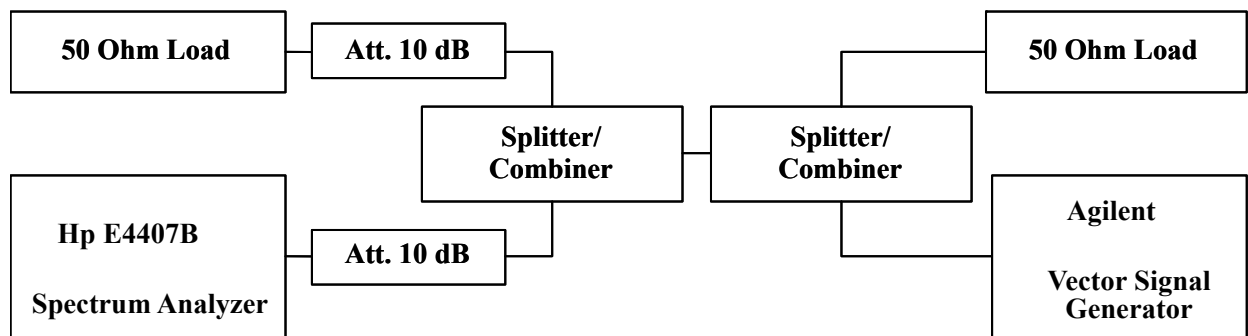 50 Ohm Load
Att. 10 dB
50 Ohm Load
Splitter/
Combiner
Splitter/
Combiner
Hp E4407B
Spectrum Analyzer
Att. 10 dB
Agilent
Vector Signal
Generator